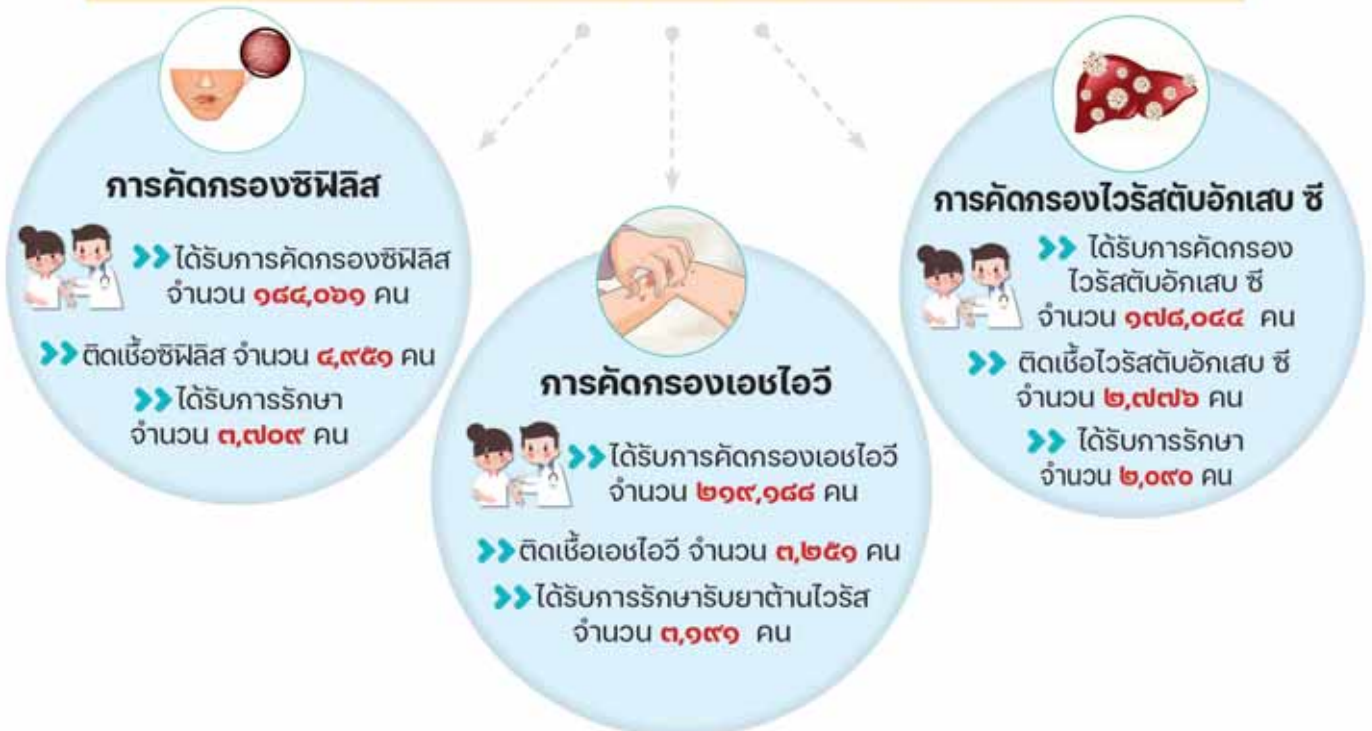 การคัดกรองซิฟิลิส
ได้รับการคัดกรองซิฟิลิส
จำนวน ๑๘๔,๐๖๑ คน
ติดเชื้อซิฟิลิส จำนวน ๔,๙๕๑ คน
ได้รับการรักษา
จำนวน ๓,๗๐๙ คน
การคัดกรองเอชไอวี
ได้รับการคัดกรองเอชไอวี
จำนวน ๒๑๙,๑๘๘ คน
ติดเชื้อเอชไอวี จำนวน ๓,๒๕๑ คน
ได้รับการรักษารับยาต้านไวรัส
จำนวน ๓,๑๙๑ คน
การคัดกรองไวรัสตับอักเสบ ซี
ได้รับการคัดกรอง
ไวรัสตับอักเสบ ซี
จำนวน ๑๗๘,๐๔๔ คน
ติดเชื้อไวรัสตับอักเสบ ซี
จำนวน ๒,๗๗๖ คน
ได้รับการรักษา
จำนวน ๒,๐๙๐ คน